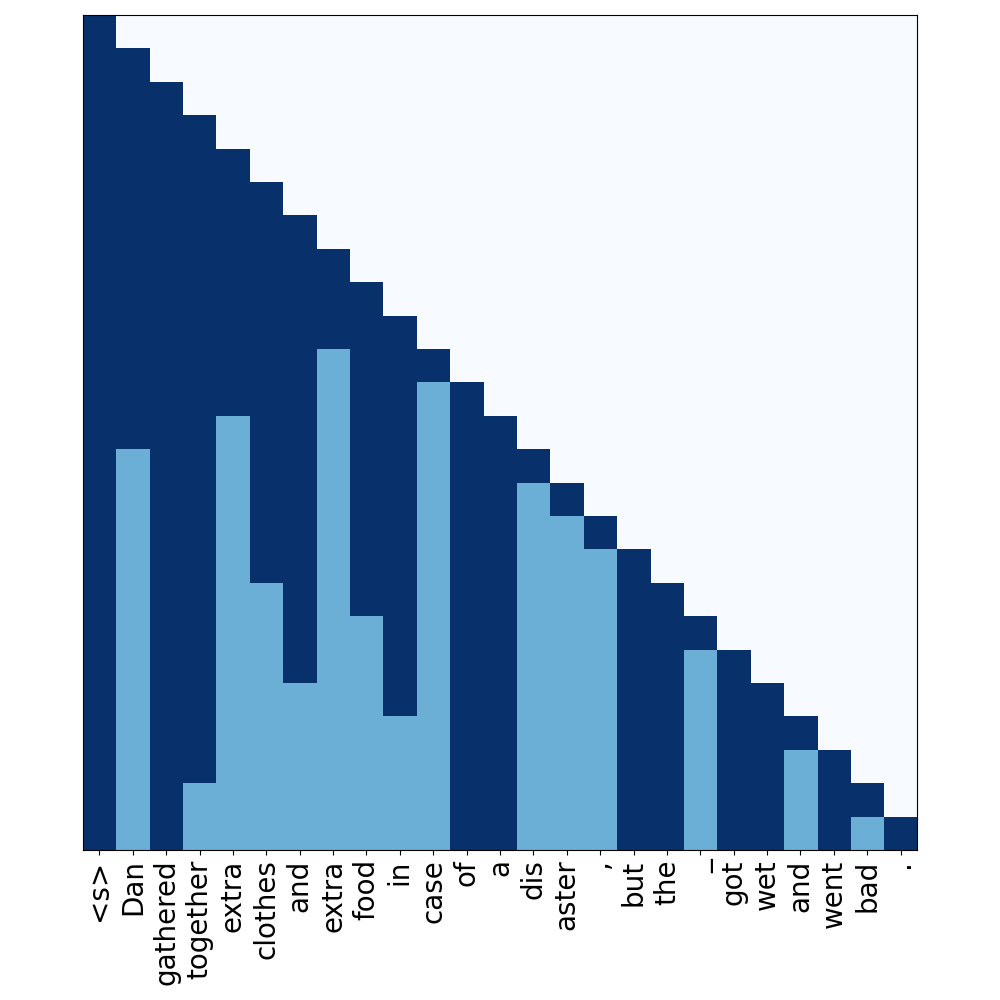 <s>
Dan
gathered
together
extra
clothes
and
extra
food
in
case
of
a
dis
aster
,
but
the
_
got
wet
and
went
bad
.